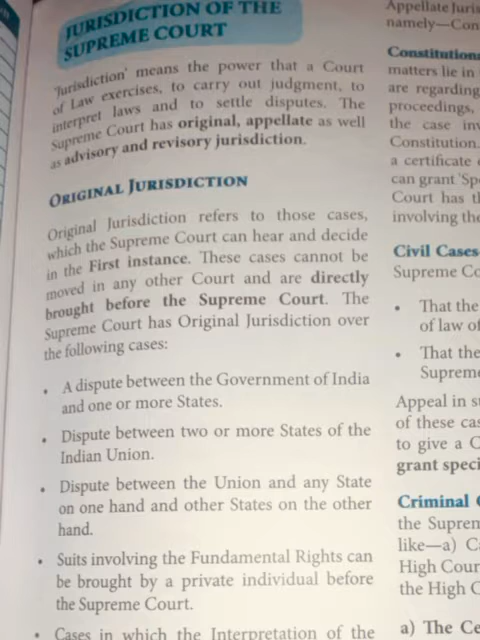 JURISDICTION OF THE
SUPREME COURT
'Jurisdiction' means the power that a Court
of Law exercises, to carry out judgment, to
interpret laws and to settle disputes. The
Supreme Court has original, appellate as well
as advisory and revisory jurisdiction.
ORIGINAL JURISDICTION
Original Jurisdiction refers to those cases,
which the Supreme Court can hear and decide
in the First instance. These cases cannot be
moved in any other Court and are directly
brought before the Supreme Court. The
Supreme Court has Original Jurisdiction over
the following cases:
• A dispute between the Government of India
and one or more States.
• Dispute between two or more States of the
Indian Union.
• Dispute between the Union and any State
on one hand and other States on the other
hand.
• Suits involving the Fundamental Rights can
be brought by a private individual before
the Supreme Court.
• Cases in which the Interpretation of the
Appellate Juris
namely—Con
Constitutiona
matters lie in
are regarding
proceedings,
the case inv
Constitution.
a certificate
can grant 'Sp
Court has th
involving the
Civil Cases
Supreme Co
• That the
of law of
• That the
Supreme
Appeal in su
of these cas
to give a C
grant speci
Criminal C
the Suprem
like—a) Ca
High Cour
the High C
a) The Ce